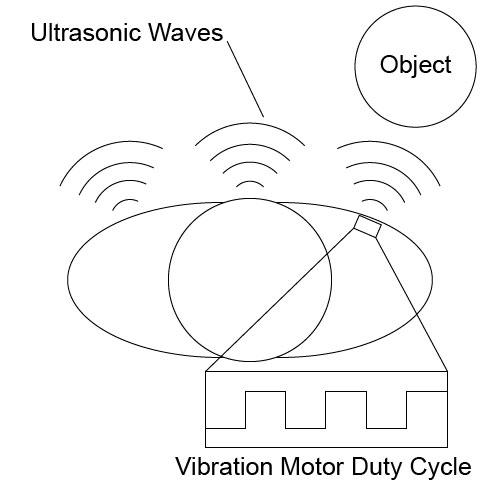 Ultrasonic Waves
Object
Vibration Motor Duty Cycle